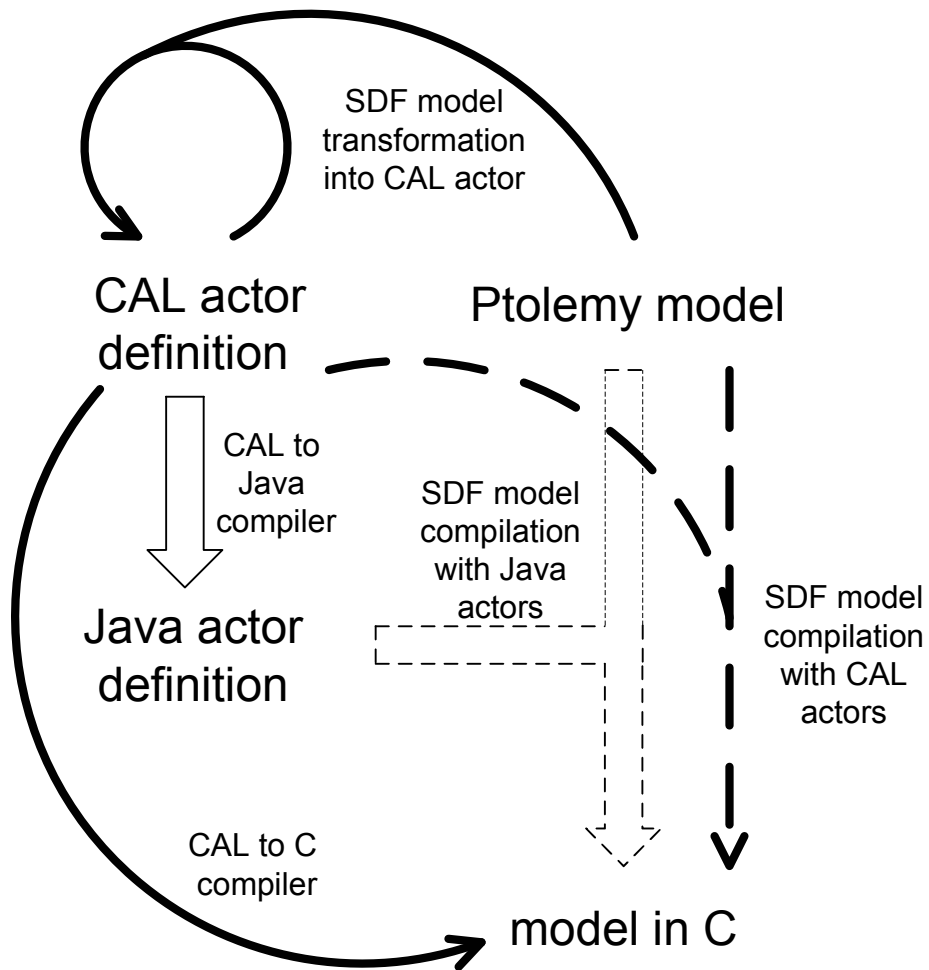 SDF model
transformation
into CAL actor
CAL actor
definition
Ptolemy model
CAL to
Java
compiler
SDF model
compilation
with Java
actors
SDF model
compilation
with CAL
actors
Java actor
definition
CAL to C
compiler
model in C